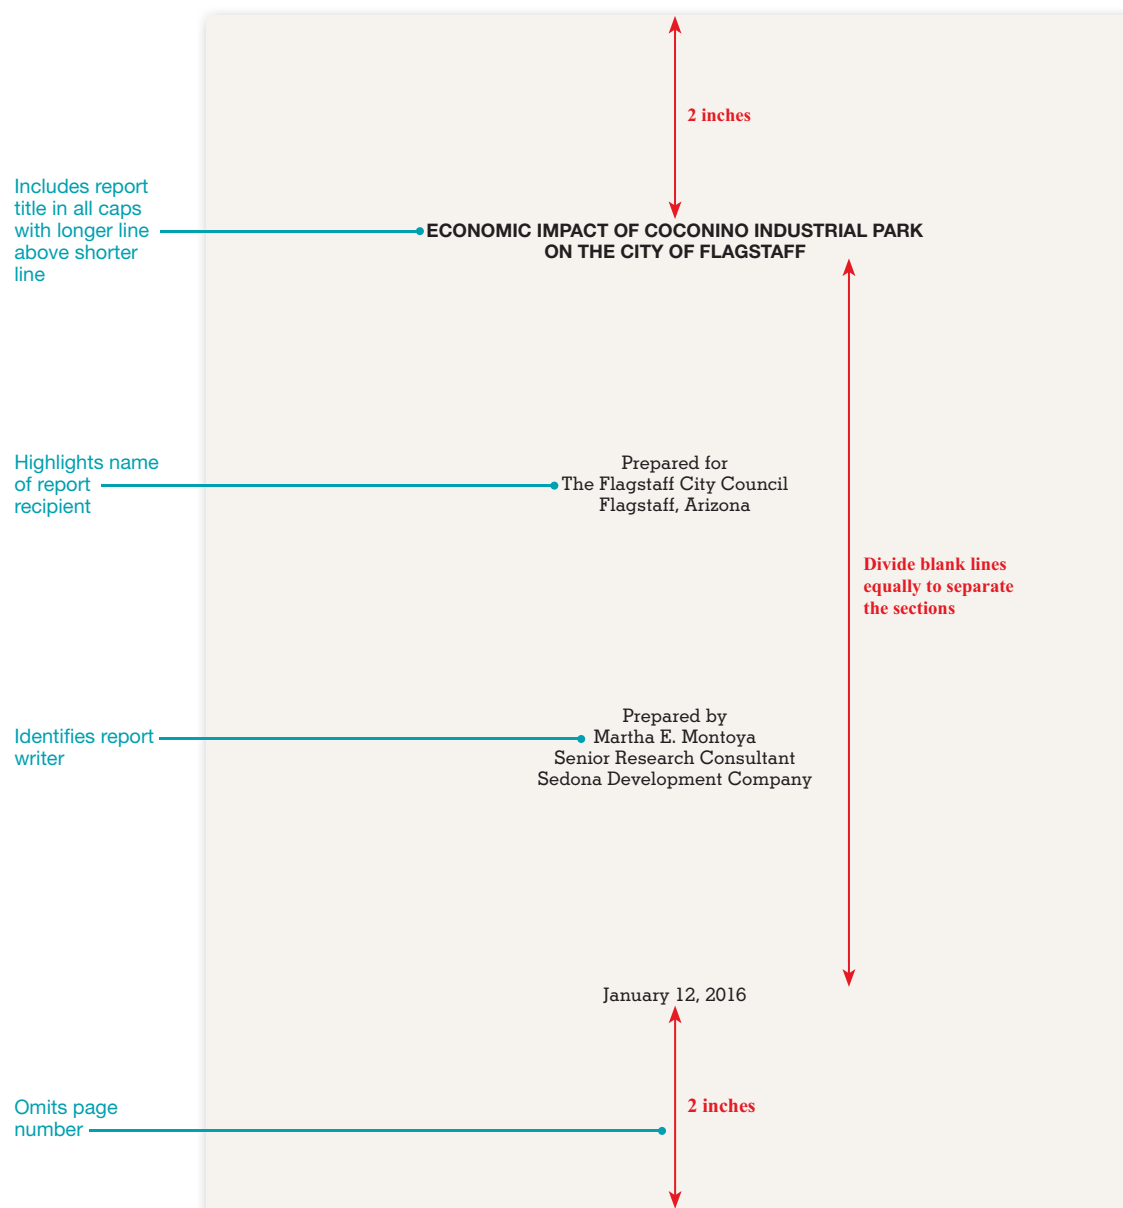 2 inches
Includes report
title in all caps
with longer line
above shorter
line
ECONOMIC IMPACT OF COCONINO INDUSTRIAL PARK
ON THE CITY OF FLAGSTAFF
Highlights name
of report
recipient
Prepared for
The Flagstaff City Council
Flagstaff, Arizona
Divide blank lines
equally to separate
the sections
Identifies report
writer
Prepared by
Martha E. Montoya
Senior Research Consultant
Sedona Development Company
January 12, 2016
Omits page
number
2 inches